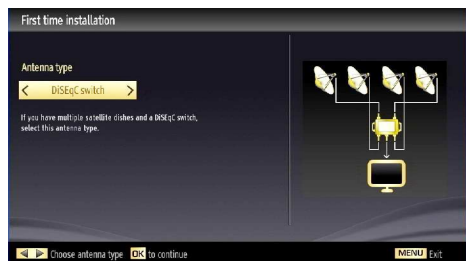 First time installation
Antenna type
< DiSEqC switch >
If you have multiple satellite dishes and a DiSEqC switch,
select this antenna type.
Choose antenna type OK to continue
MENU Exit